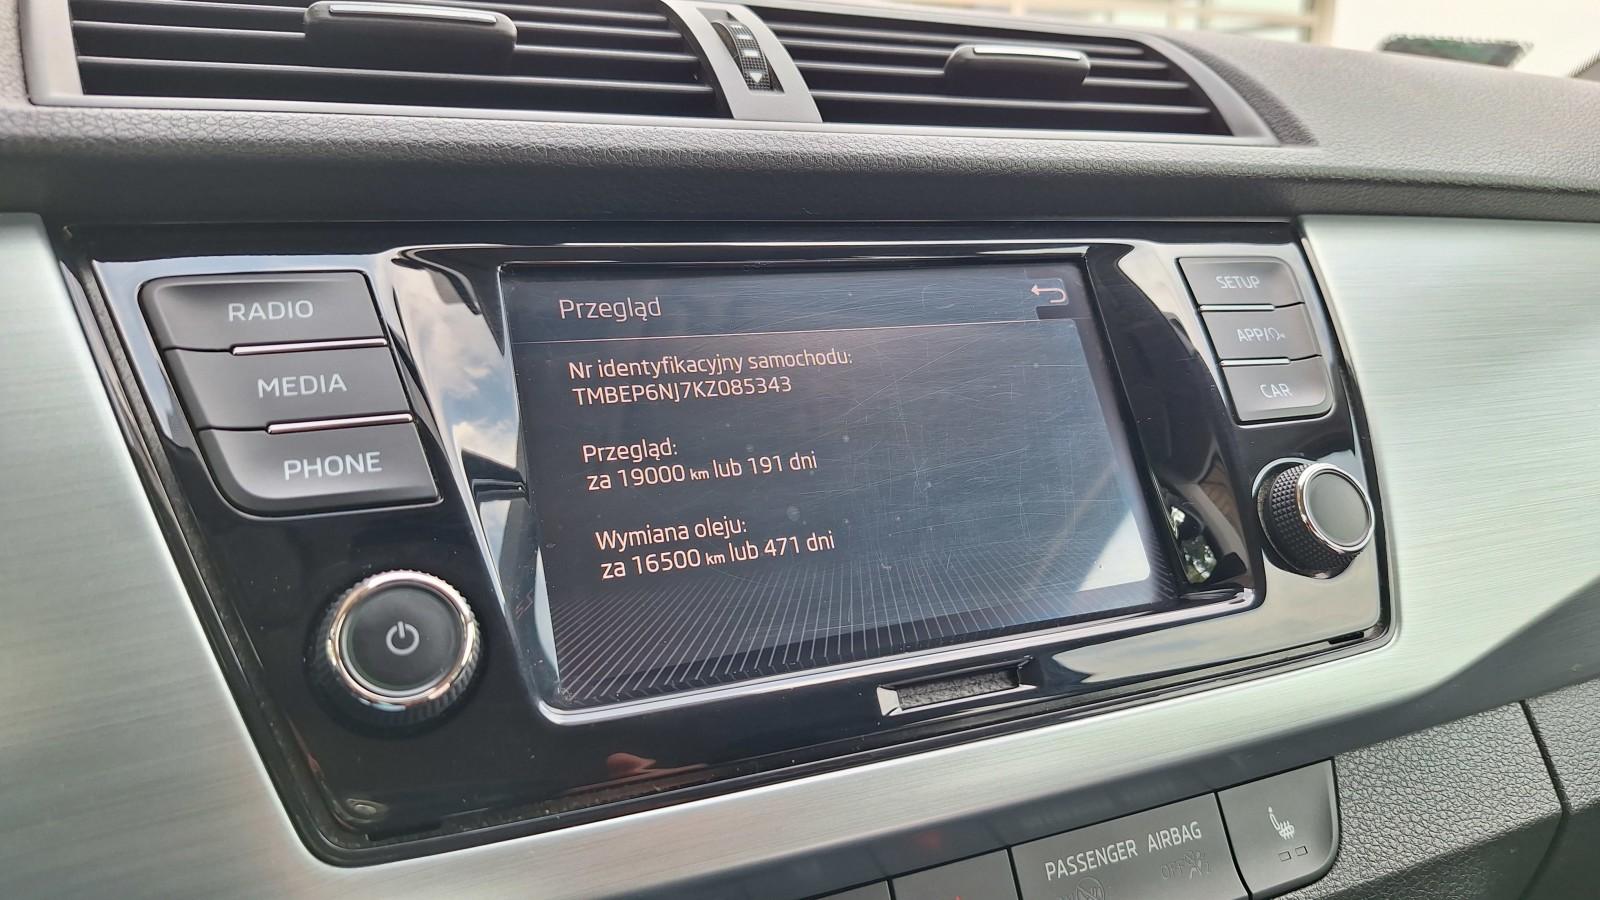 RADIO
MEDIA
PHONE
Przegląd
Nr identyfikacyjny samochodu:
TMBEP6NJ7KZ085343
Przegląd:
za 19000 km lub 191 dni
Wymiana oleju:
za 16500 km lub 471 dni
SETUP
APP/
CAR
PASSENGER AIRBAG
OFF